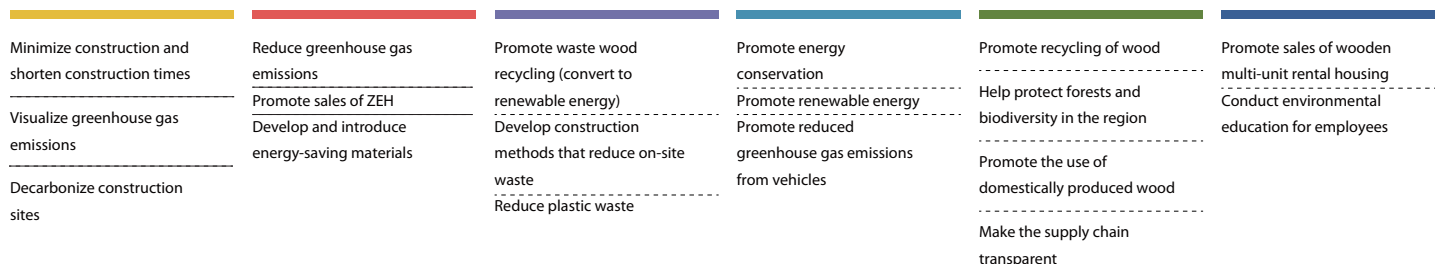 Minimize construction and
shorten construction times
Visualize greenhouse gas
emissions
Decarbonize construction
sites
Reduce greenhouse gas
emissions
Promote sales of ZEH
Develop and introduce
energy-saving materials
Promote waste wood
recycling (convert to
renewable energy)
Develop construction
methods that reduce on-site
waste
Reduce plastic waste
Promote energy
conservation
Promote renewable energy
Promote reduced
greenhouse gas emissions
from vehicles
Promote recycling of wood
Help protect forests and
biodiversity in the region
Promote the use of
domestically produced wood
Make the supply chain
transparent
Promote sales of wooden
multi-unit rental housing
Conduct environmental
education for employees